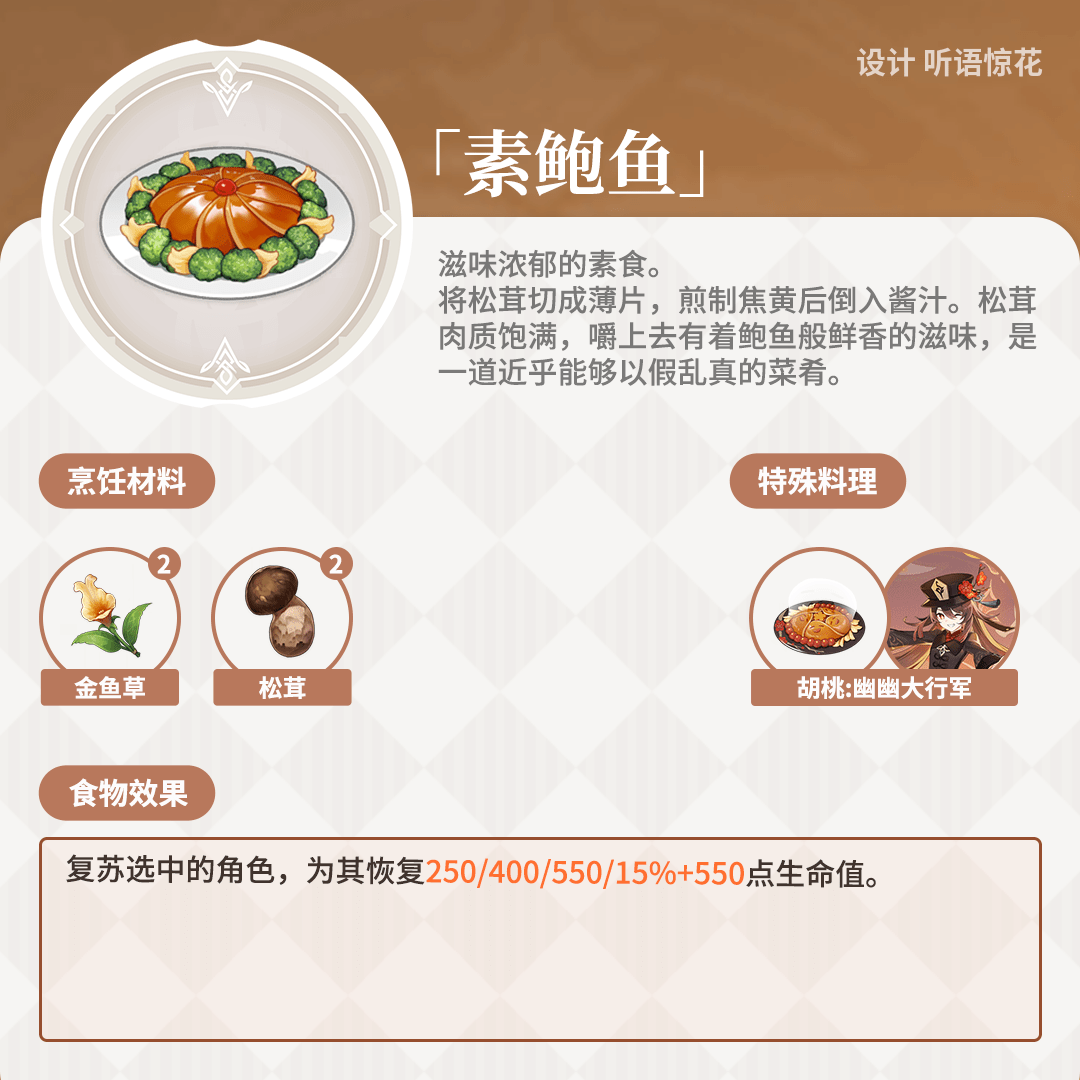 设计 听语惊花
「素鲍鱼」
滋味浓郁的素食。
将松茸切成薄片，煎制焦黄后倒入酱汁。松茸
肉质饱满，嚼上去有着鲍鱼般鲜香的滋味，是
一道近乎能够以假乱真的菜肴。
烹饪材料
特殊料理
2
2
金鱼草
松茸
胡桃:幽幽大行军
食物效果
复苏选中的角色，为其恢复250/400/550/15%+550点生命值。